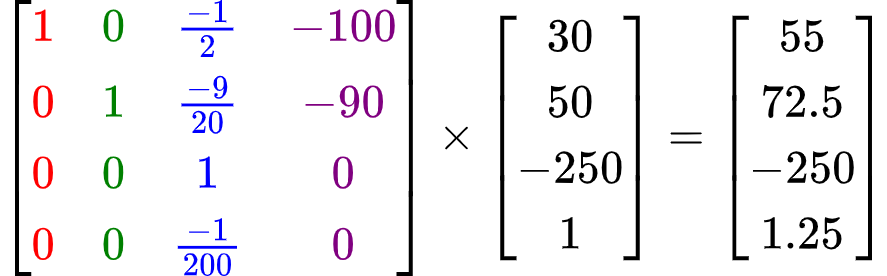 [1 0 -1/2 -100] [30] [55]
[0 1 -9/20 -90] [50] [72.5]
× =
[0 0 1 0] [-250] [-250]
[0 0 -1/200 0] [1] [1.25]